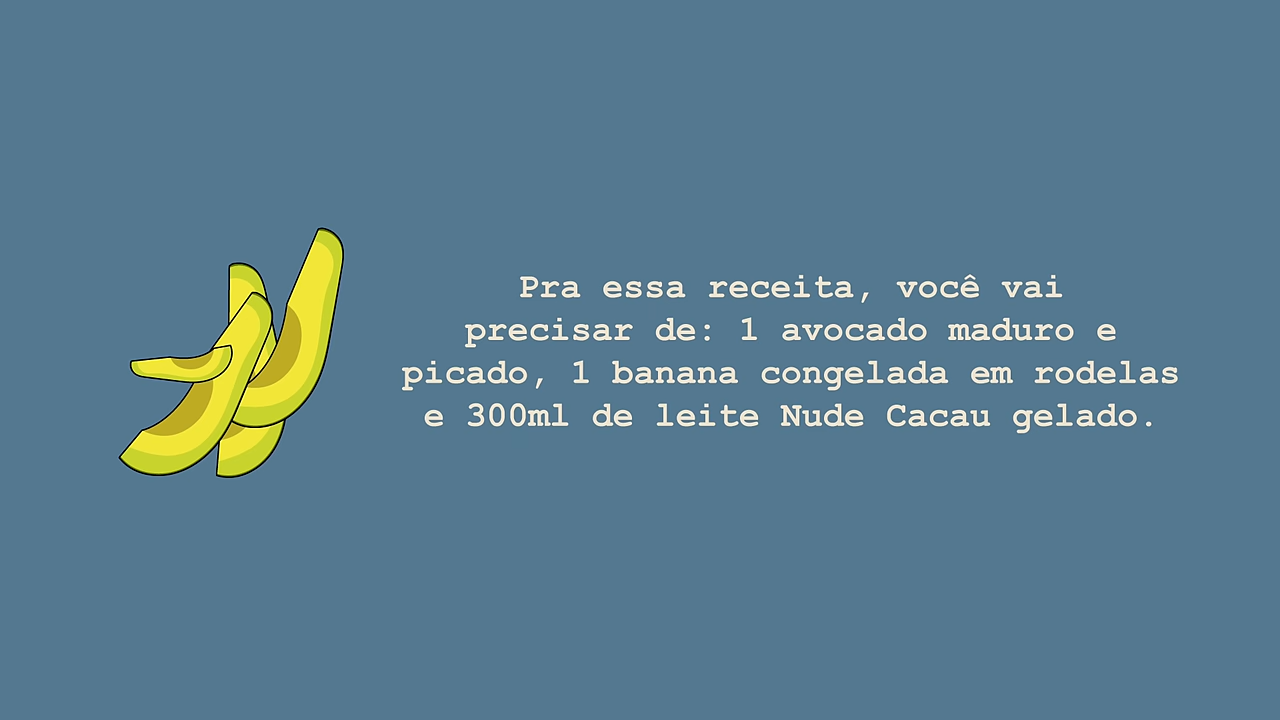 Pra essa receita, você vai
precisar de: 1 avocado maduro e
picado, 1 banana congelada em rodelas
e 300ml de leite Nude Cacau gelado.